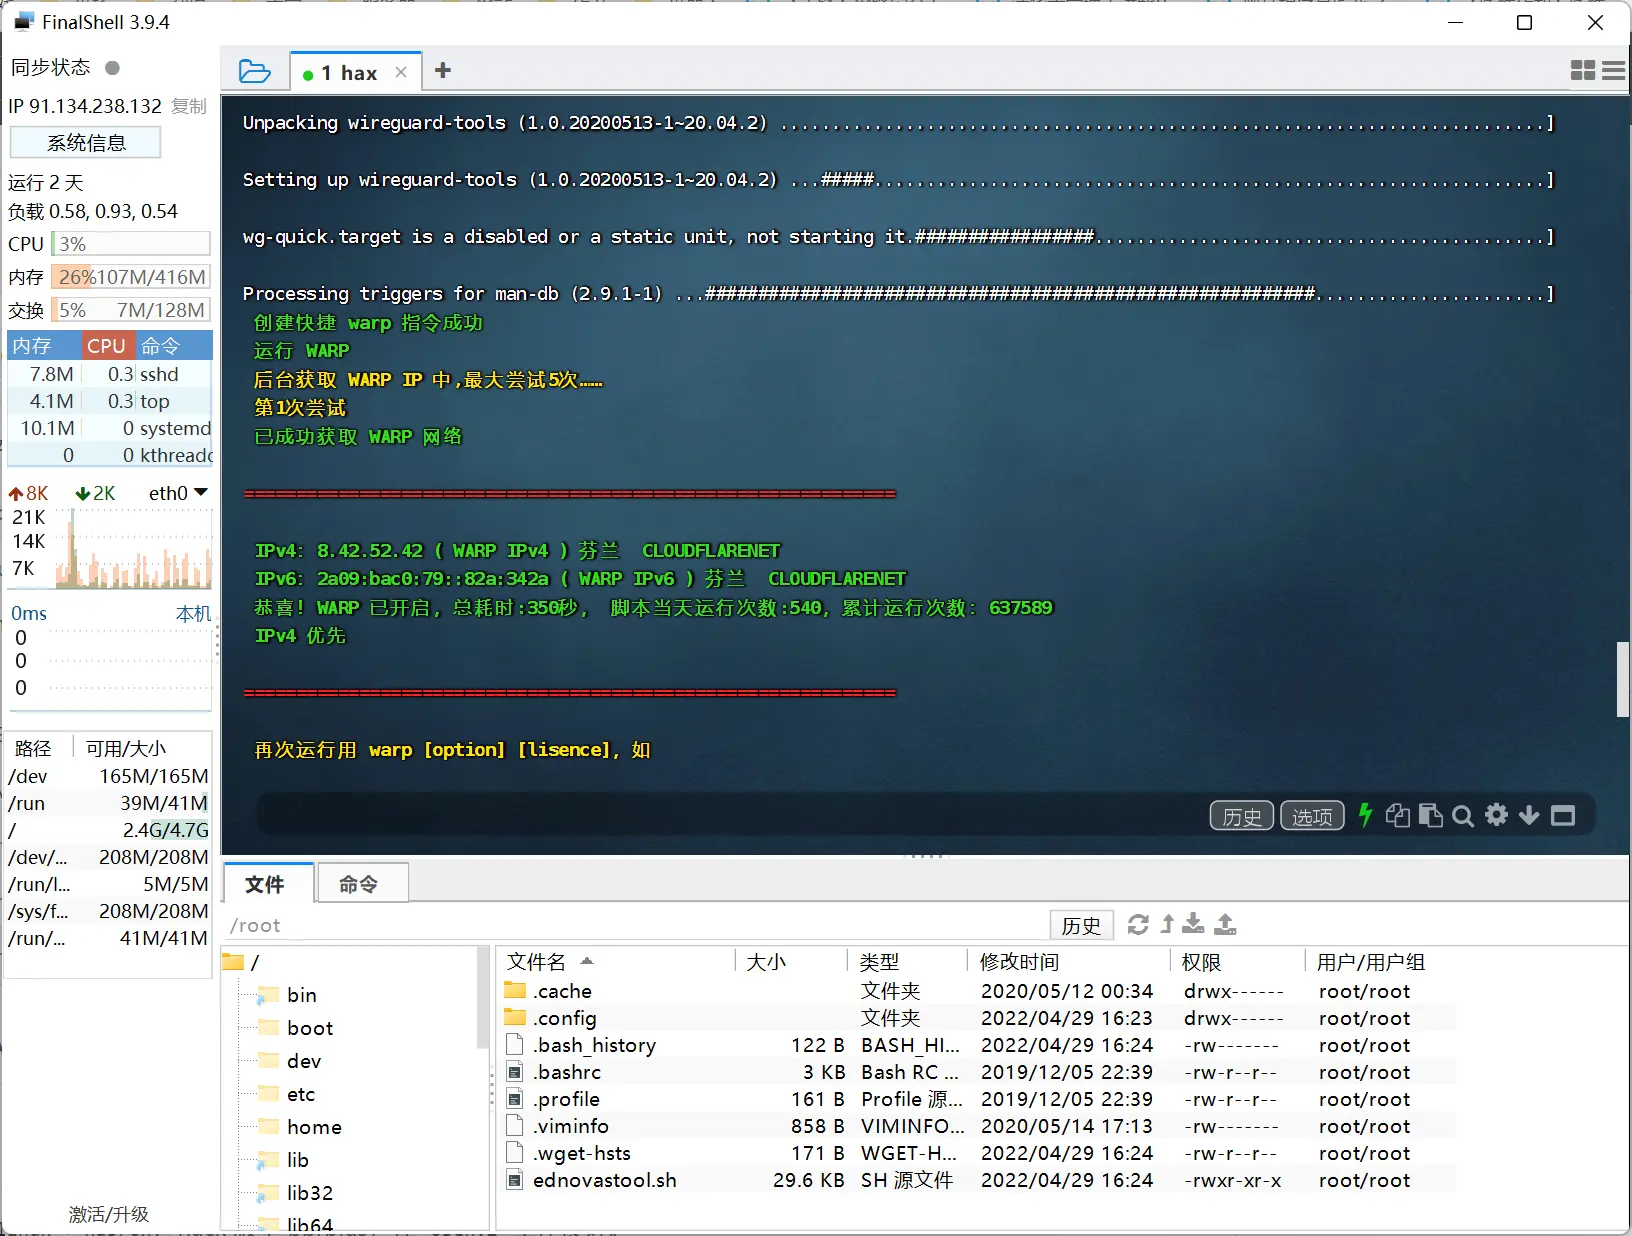 FinalShell 3.9.4
同步状态
IP 91.134.238.132 复制
系统信息
运行 2 天
负载 0.58, 0.93, 0.54
CPU 3%
内存 26% 107M/416M
交换 5% 7M/128M
内存 CPU 命令
7.8M 0.3 sshd
4.1M 0.3 top
10.1M 0 systemd
0 0 kthreadd
8K 2K eth0
21K
14K
7K
0ms 本机
0
0
0
路径 可用/大小
/dev 165M/165M
/run 39M/41M
/ 2.4G/4.7G
/dev/... 208M/208M
/run/l... 5M/5M
/sys/f... 208M/208M
/run/... 41M/41M
激活/升级
1 hax
Unpacking wireguard-tools (1.0.20200513-1~20.04.2) .........................................................................]
Setting up wireguard-tools (1.0.20200513-1~20.04.2) ...#####................................................................]
wg-quick.target is a disabled or a static unit, not starting it.#################...........................................]
Processing triggers for man-db (2.9.1-1) ...##########################################################......................]
创建快捷 warp 指令成功
运行 WARP
后台获取 WARP IP 中,最大尝试5次……
第1次尝试
已成功获取 WARP 网络
==============================================================
IPv4: 8.42.52.42 ( WARP IPv4 ) 芬兰 CLOUDFLARENET
IPv6: 2a09:bac0:79::82a:342a ( WARP IPv6 ) 芬兰 CLOUDFLARENET
恭喜！WARP 已开启，总耗时:350秒， 脚本当天运行次数:540，累计运行次数：637589
IPv4 优先
==============================================================
再次运行用 warp [option] [lisence]，如
历史 选项
文件 命令
/root 历史
/
bin
boot
dev
etc
home
lib
lib32
lib64
文件名 大小 类型 修改时间 权限 用户/用户组
.cache 文件夹 2020/05/12 00:34 drwx------ root/root
.config 文件夹 2022/04/29 16:23 drwx------ root/root
.bash_history 122 B BASH_HI... 2022/04/29 16:24 -rw------- root/root
.bashrc 3 KB Bash RC ... 2019/12/05 22:39 -rw-r--r-- root/root
.profile 161 B Profile 源... 2019/12/05 22:39 -rw-r--r-- root/root
.viminfo 858 B VIMINFO... 2020/05/14 17:13 -rw------- root/root
.wget-hsts 171 B WGET-H... 2022/04/29 16:24 -rw-r--r-- root/root
ednovastool.sh 29.6 KB SH 源文件 2022/04/29 16:24 -rwxr-xr-x root/root